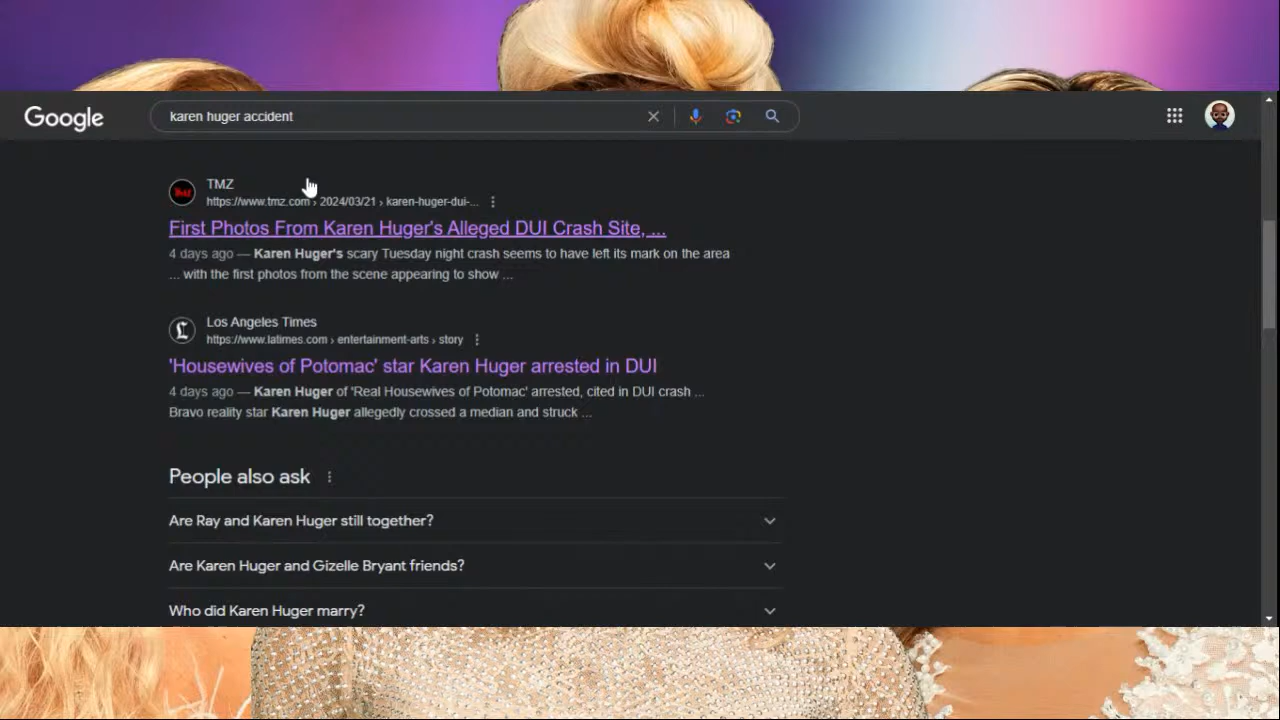 Google
karen huger accident
TMZ
https://www.tmz.com › 2024/03/21 › karen-huger-dui-...
First Photos From Karen Huger's Alleged DUI Crash Site, ...
4 days ago — Karen Huger's scary Tuesday night crash seems to have left its mark on the area
... with the first photos from the scene appearing to show ...
Los Angeles Times
https://www.latimes.com › entertainment-arts › story
'Housewives of Potomac' star Karen Huger arrested in DUI
4 days ago — Karen Huger of 'Real Housewives of Potomac' arrested, cited in DUI crash ...
Bravo reality star Karen Huger allegedly crossed a median and struck ...
People also ask
Are Ray and Karen Huger still together?
Are Karen Huger and Gizelle Bryant friends?
Who did Karen Huger marry?